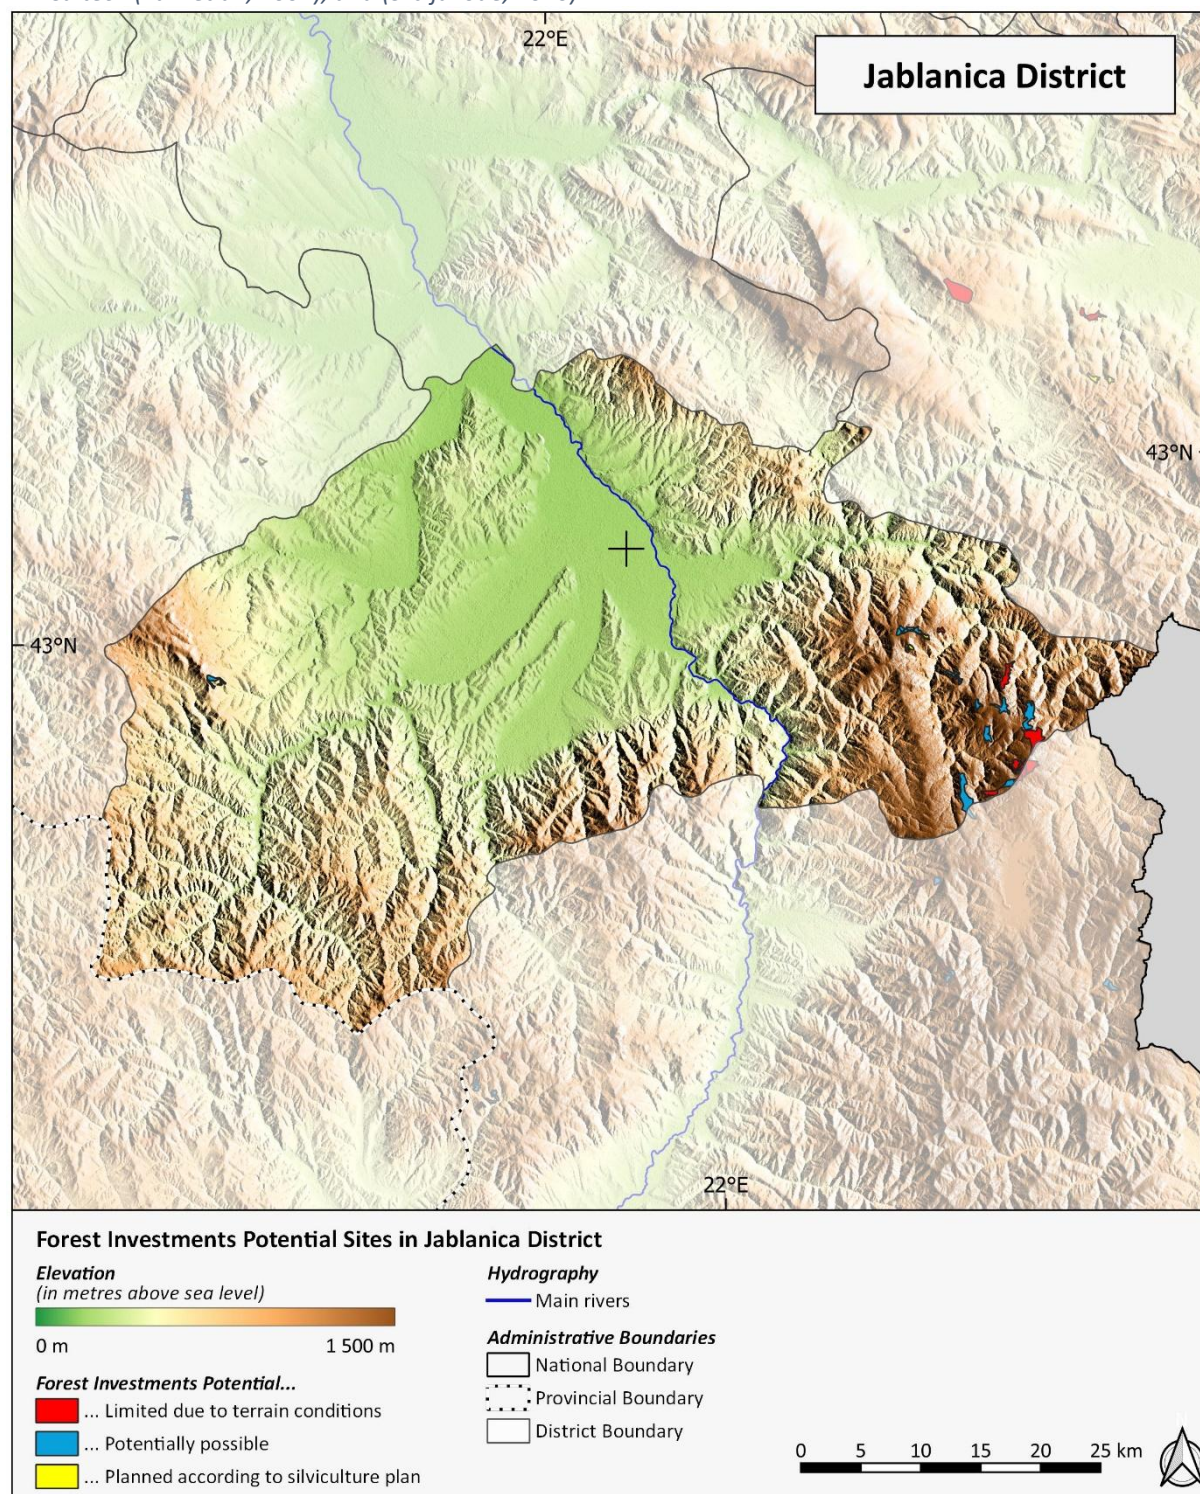 22°E
Jablanica District
43°N
43°N
22°E
Forest Investments Potential Sites in Jablanica District
Elevation
(in metres above sea level)
0 m 1 500 m
Forest Investments Potential...
... Limited due to terrain conditions
... Potentially possible
... Planned according to silviculture plan
Hydrography
Main rivers
Administrative Boundaries
National Boundary
Provincial Boundary
District Boundary
0 5 10 15 20 25 km